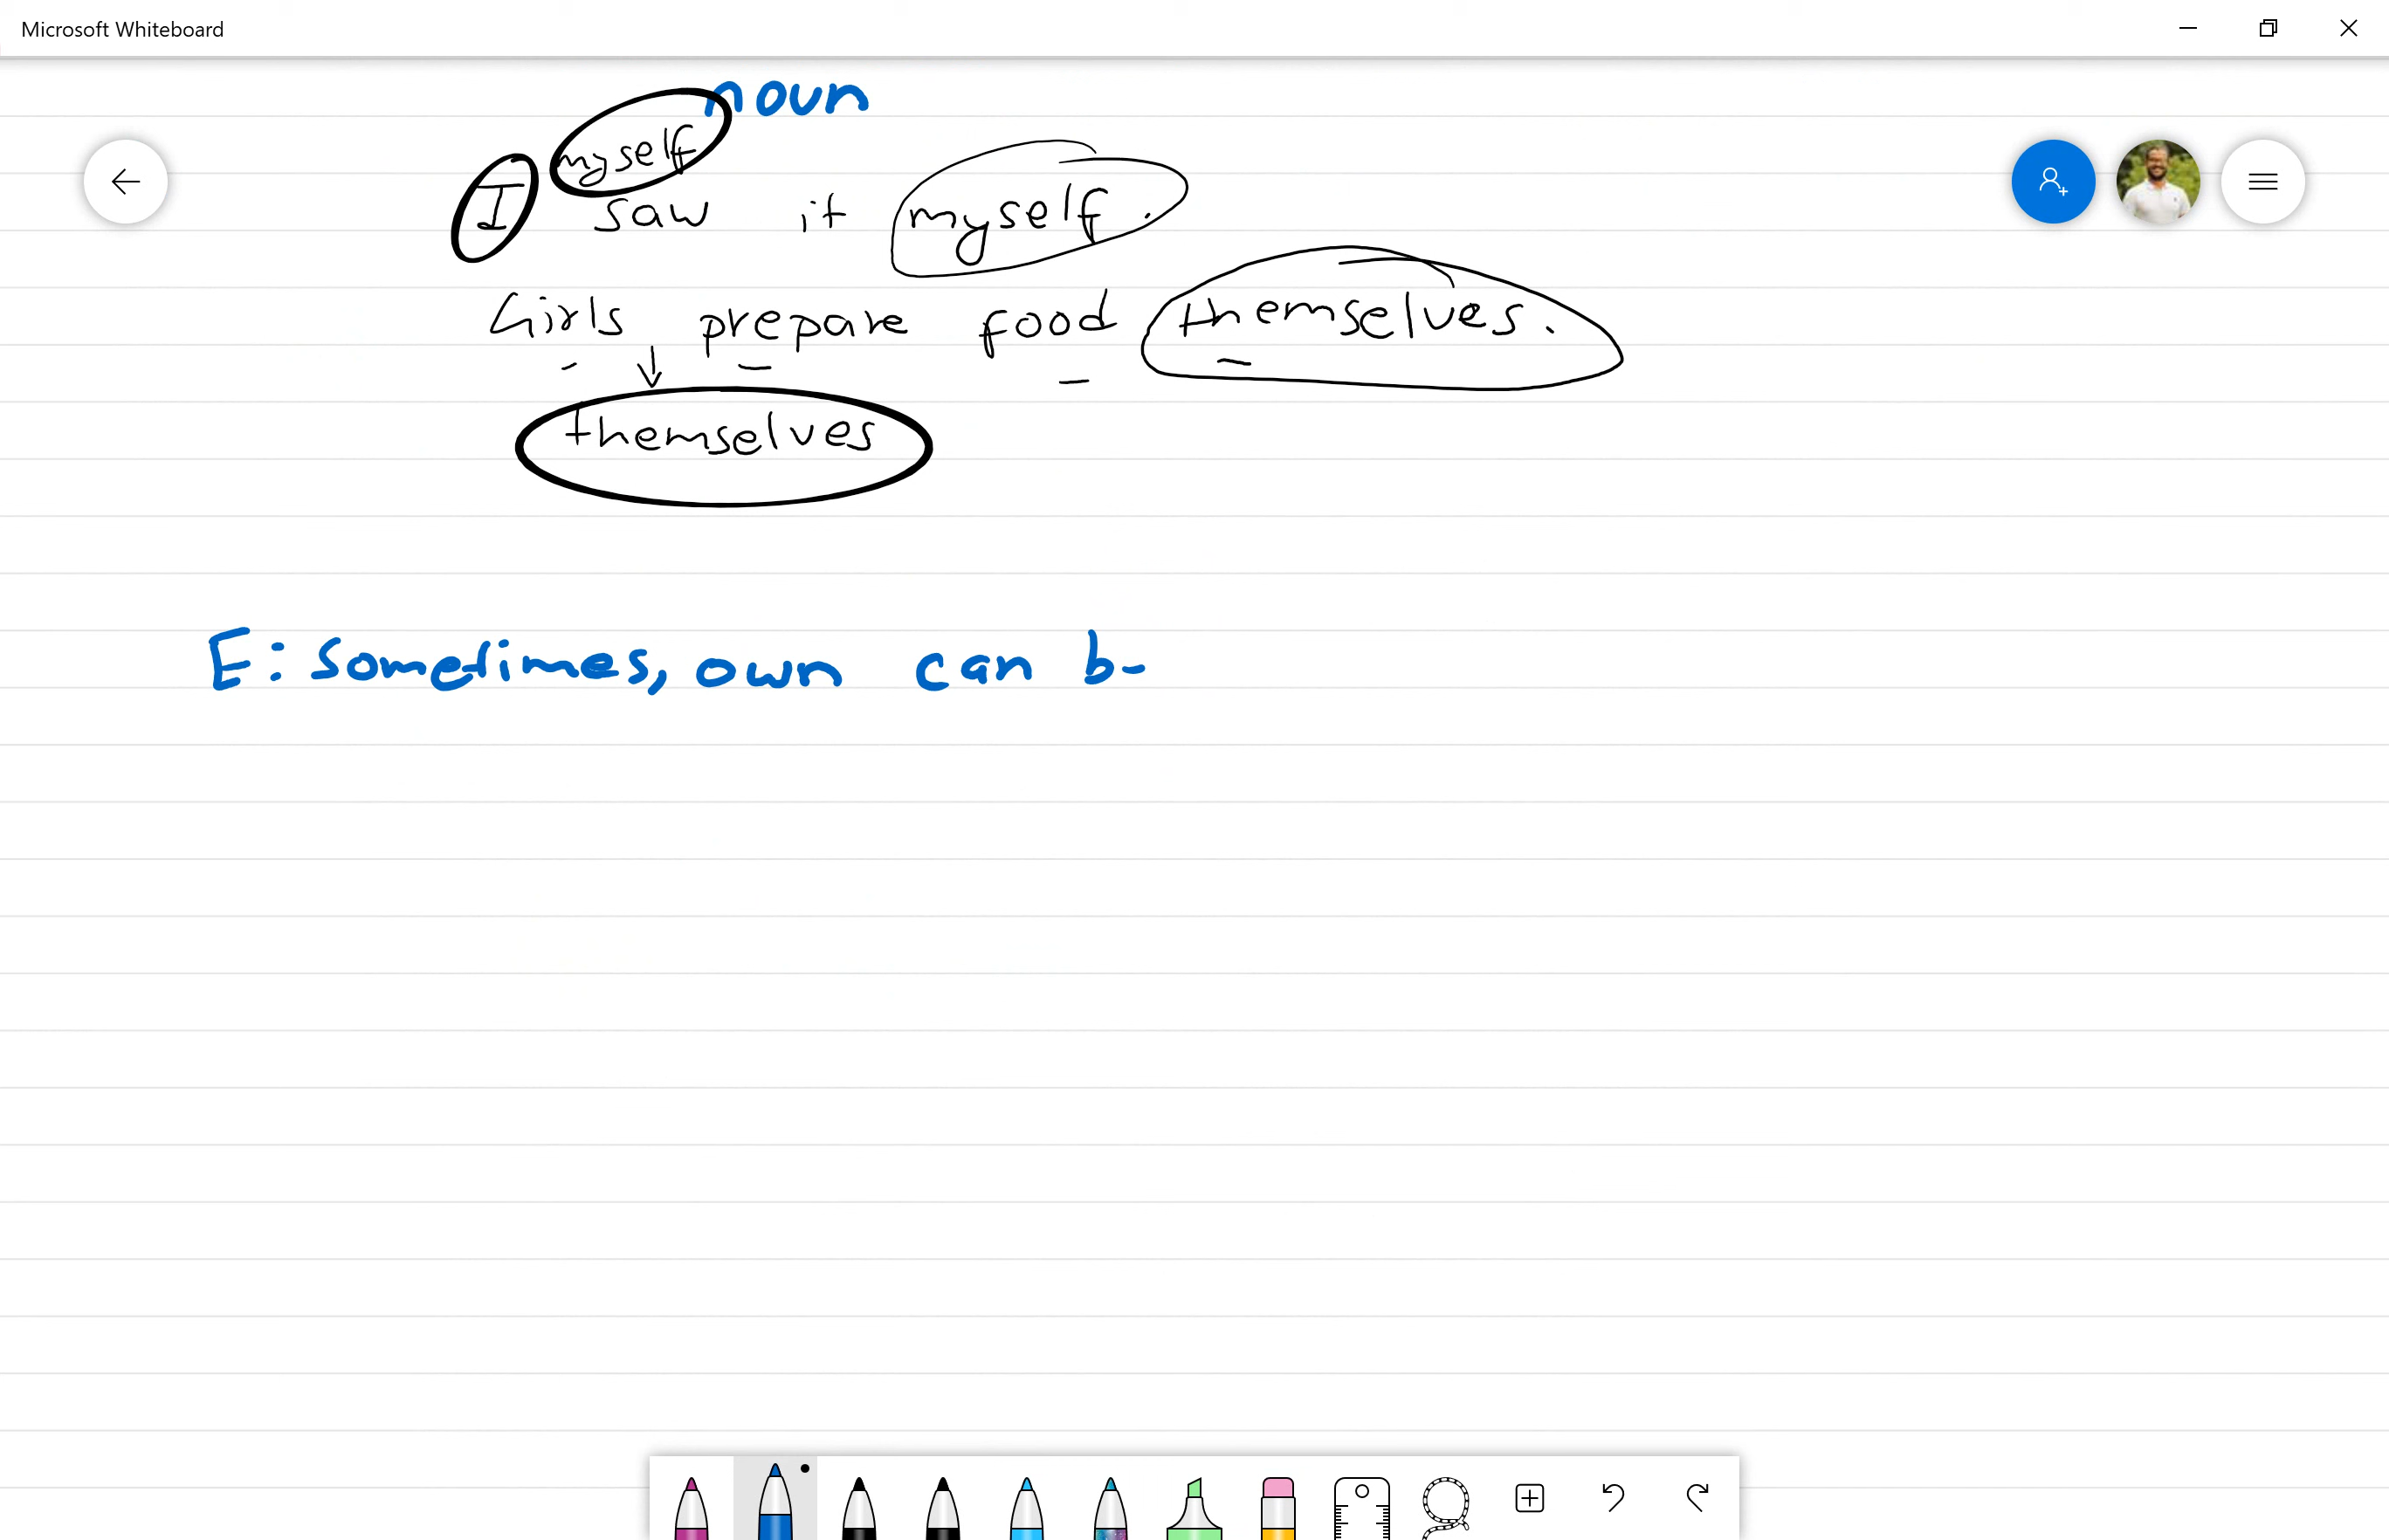 Microsoft Whiteboard
noun
myself
I saw it myself.
Girls prepare food themselves.
themselves
E: Sometimes, own can b